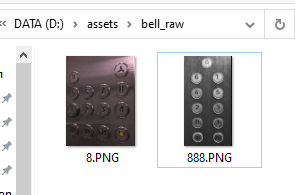 « DATA (D:) › assets › bell_raw
8.PNG
888.PNG